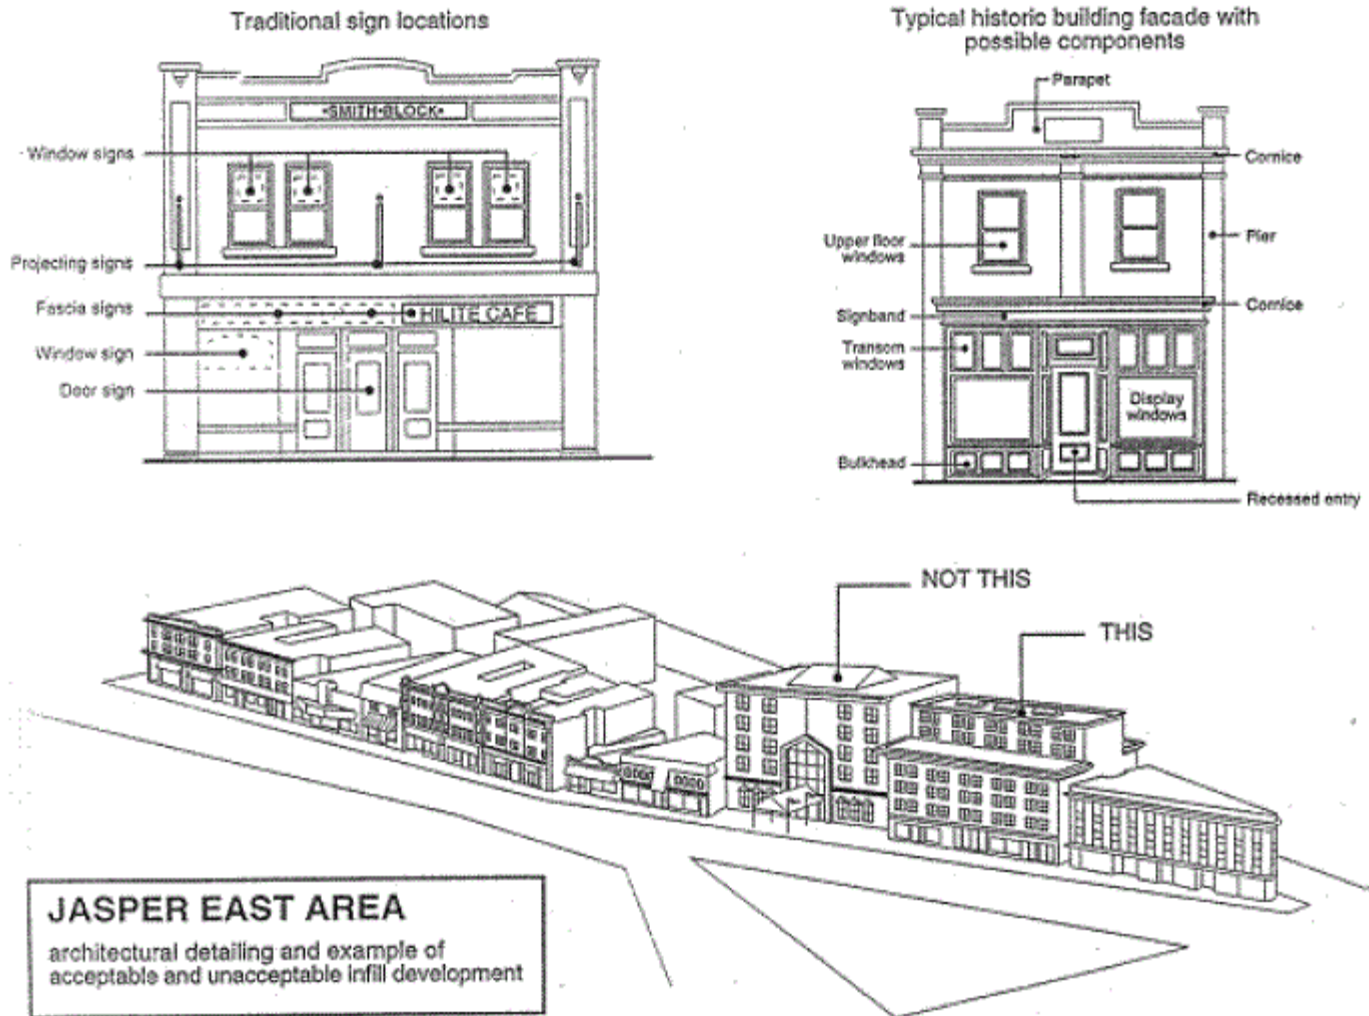 Traditional sign locations
•SMITH•BLOCK•
Window signs
Projecting signs
Fascia signs
HILITE CAFE
Window sign
Door sign
Typical historic building facade with
possible components
Parapet
Cornice
Pier
Upper floor
windows
Cornice
Signband
Transom
windows
Display
windows
Bulkhead
Recessed entry
NOT THIS
THIS
JASPER EAST AREA
architectural detailing and example of
acceptable and unacceptable infill development